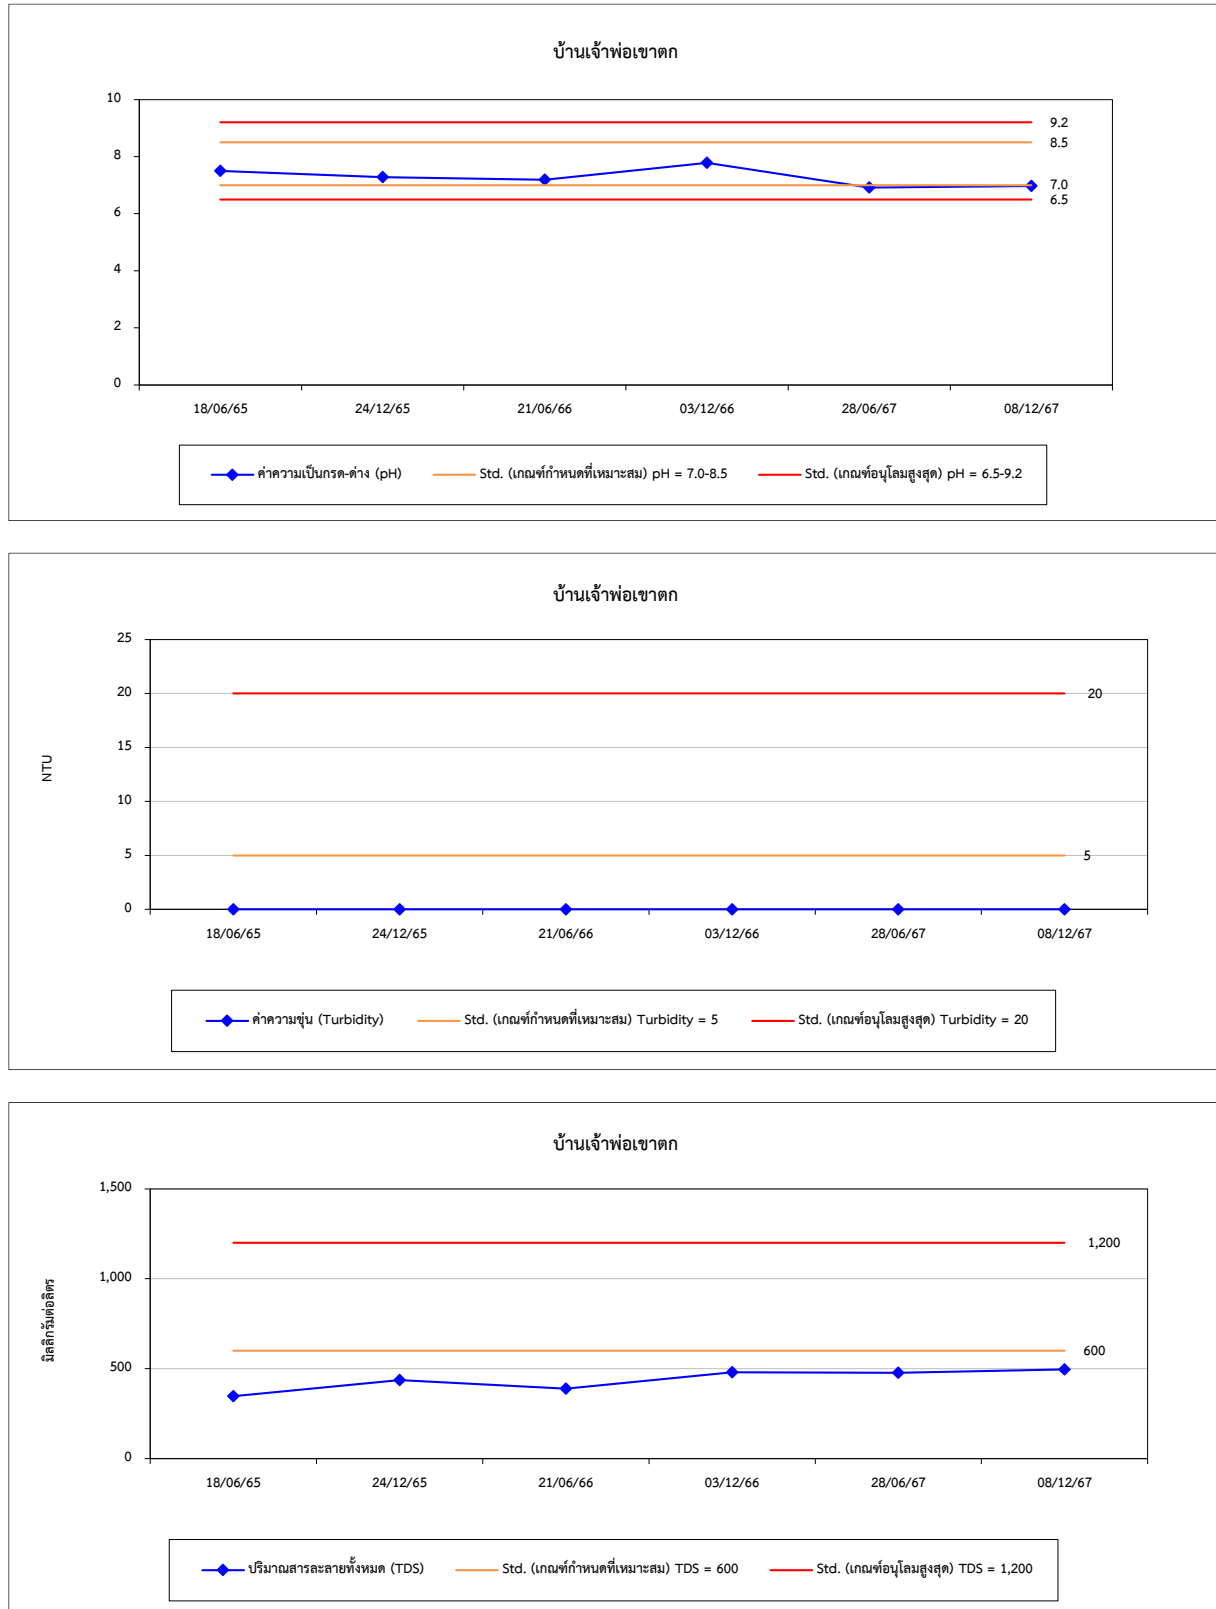 บ้านเจ้าพ่อเขาตก
10
9.2
8.5
8
7.0
6.5
6
4
2
0
18/06/65 24/12/65 21/06/66 03/12/66 28/06/67 08/12/67
ค่าความเป็นกรด-ด่าง (pH) Std. (เกณฑ์กำหนดที่เหมาะสม) pH = 7.0-8.5 Std. (เกณฑ์อนุโลมสูงสุด) pH = 6.5-9.2
บ้านเจ้าพ่อเขาตก
25
20 20
15
NTU
10
5 5
0
18/06/65 24/12/65 21/06/66 03/12/66 28/06/67 08/12/67
ค่าความขุ่น (Turbidity) Std. (เกณฑ์กำหนดที่เหมาะสม) Turbidity = 5 Std. (เกณฑ์อนุโลมสูงสุด) Turbidity = 20
บ้านเจ้าพ่อเขาตก
1,500
1,200
1,000
มิลลิกรัมต่อลิตร
600
500
0
18/06/65 24/12/65 21/06/66 03/12/66 28/06/67 08/12/67
ปริมาณสารละลายทั้งหมด (TDS) Std. (เกณฑ์กำหนดที่เหมาะสม) TDS = 600 Std. (เกณฑ์อนุโลมสูงสุด) TDS = 1,200